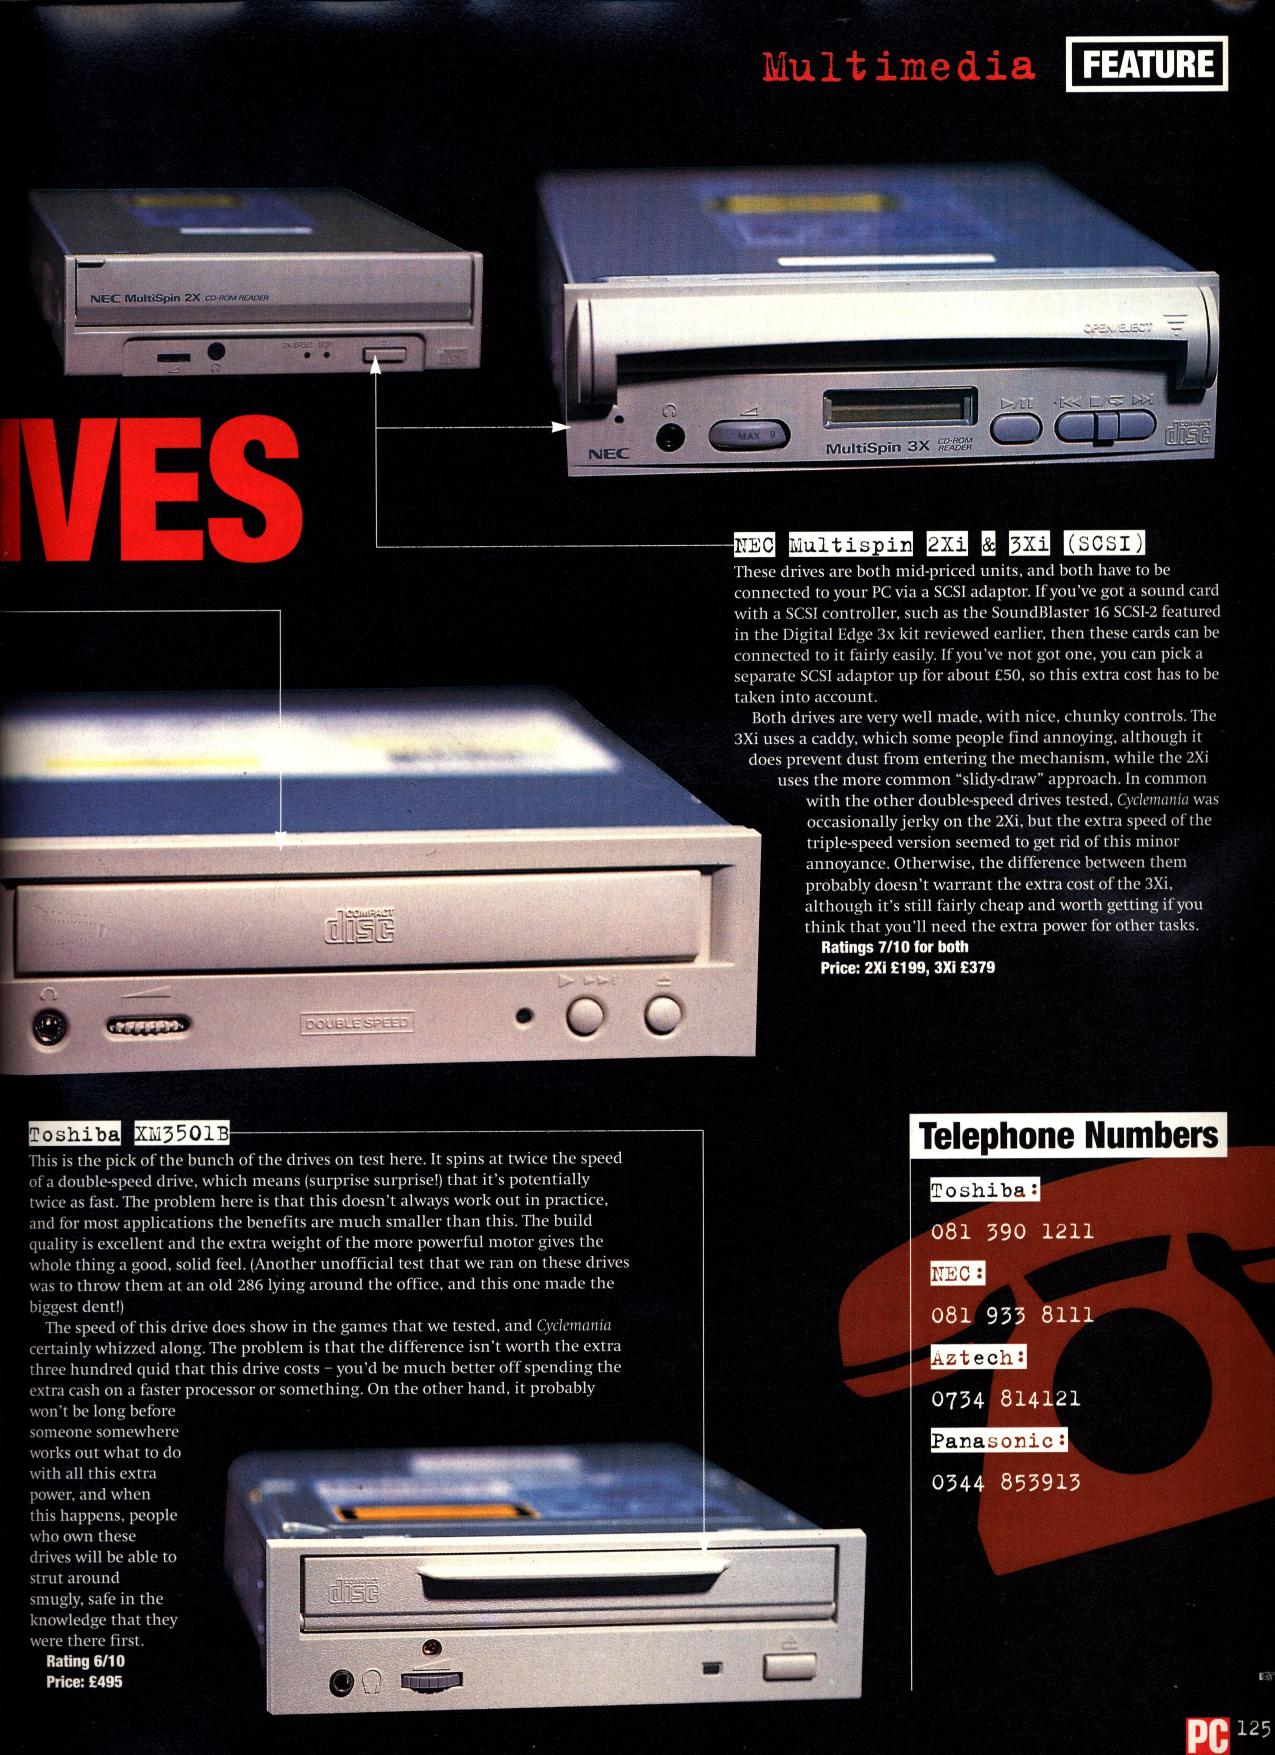 Multimedia FEATURE
NEC MultiSpin 2X CD-ROM READER
OPEN/EJECT
MAX 9
NEC
MultiSpin 3X CD-ROM READER
COMPACT disc
IVES
NEC Multispin 2Xi & 3Xi (SCSI)
These drives are both mid-priced units, and both have to be
connected to your PC via a SCSI adaptor. If you've got a sound card
with a SCSI controller, such as the SoundBlaster 16 SCSI-2 featured
in the Digital Edge 3x kit reviewed earlier, then these cards can be
connected to it fairly easily. If you've not got one, you can pick a
separate SCSI adaptor up for about £50, so this extra cost has to be
taken into account.
Both drives are very well made, with nice, chunky controls. The
3Xi uses a caddy, which some people find annoying, although it
does prevent dust from entering the mechanism, while the 2Xi
uses the more common “slidy-draw” approach. In common
with the other double-speed drives tested, Cyclemania was
occasionally jerky on the 2Xi, but the extra speed of the
triple-speed version seemed to get rid of this minor
annoyance. Otherwise, the difference between them
probably doesn't warrant the extra cost of the 3Xi,
although it's still fairly cheap and worth getting if you
think that you'll need the extra power for other tasks.
Ratings 7/10 for both
Price: 2Xi £199, 3Xi £379
COMPACT disc
DOUBLE SPEED
Toshiba XM3501B
This is the pick of the bunch of the drives on test here. It spins at twice the speed
of a double-speed drive, which means (surprise surprise!) that it's potentially
twice as fast. The problem here is that this doesn't always work out in practice,
and for most applications the benefits are much smaller than this. The build
quality is excellent and the extra weight of the more powerful motor gives the
whole thing a good, solid feel. (Another unofficial test that we ran on these drives
was to throw them at an old 286 lying around the office, and this one made the
biggest dent!)
The speed of this drive does show in the games that we tested, and Cyclemania
certainly whizzed along. The problem is that the difference isn't worth the extra
three hundred quid that this drive costs – you'd be much better off spending the
extra cash on a faster processor or something. On the other hand, it probably
won't be long before
someone somewhere
works out what to do
with all this extra
power, and when
this happens, people
who own these
drives will be able to
strut around
smugly, safe in the
knowledge that they
were there first.
Rating 6/10
Price: £495
COMPACT disc
Telephone Numbers
Toshiba:
081 390 1211
NEC:
081 933 8111
Aztech:
0734 814121
Panasonic:
0344 853913
PC 125